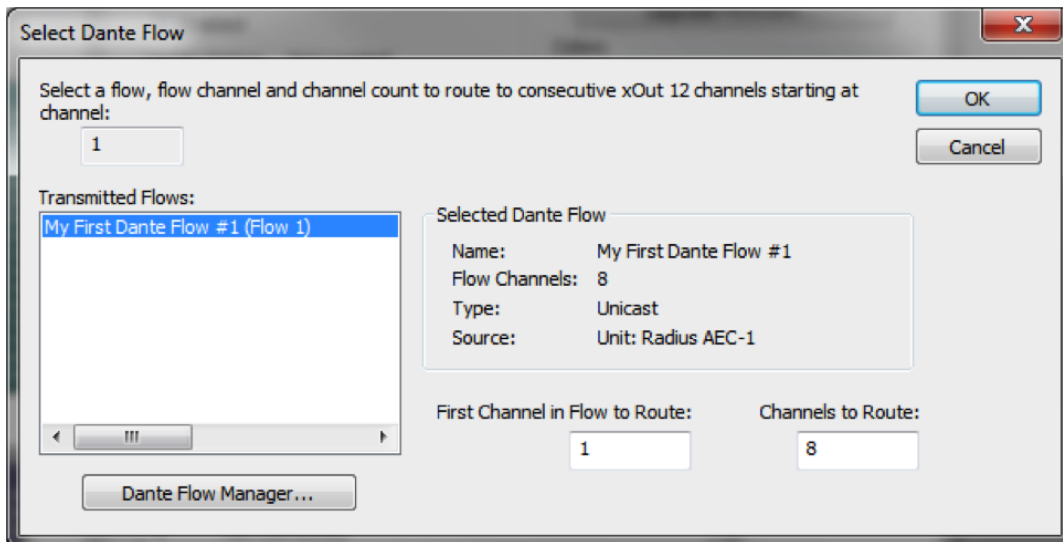 Select Dante Flow
Select a flow, flow channel and channel count to route to consecutive xOut 12 channels starting at
channel:
1
OK
Cancel
Transmitted Flows:
My First Dante Flow #1 (Flow 1)
Selected Dante Flow
Name: My First Dante Flow #1
Flow Channels: 8
Type: Unicast
Source: Unit: Radius AEC-1
First Channel in Flow to Route: Channels to Route:
1 8
Dante Flow Manager...